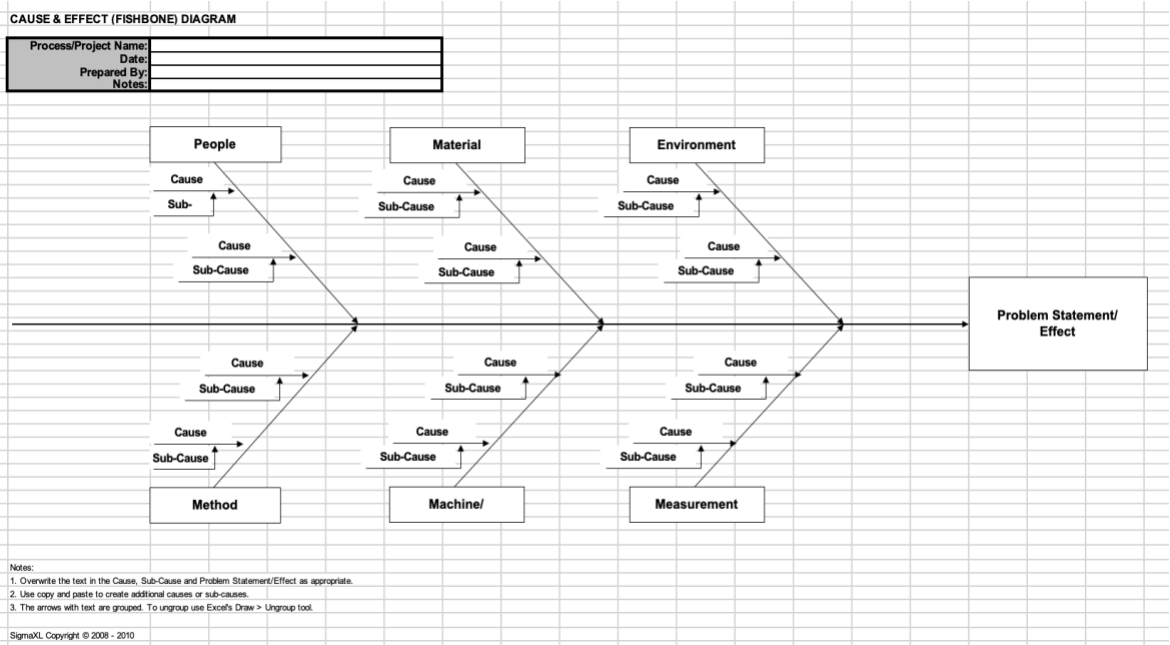 CAUSE & EFFECT (FISHBONE) DIAGRAM
Process/Project Name:
Date:
Prepared By:
Notes:
People
Material
Environment
Cause
Sub-
Cause
Sub-Cause
Cause
Sub-Cause
Cause
Sub-Cause
Cause
Sub-Cause
Cause
Sub-Cause
Problem Statement/
Effect
Cause
Sub-Cause
Cause
Sub-Cause
Cause
Sub-Cause
Cause
Sub-Cause
Cause
Sub-Cause
Cause
Sub-Cause
Method
Machine/
Measurement
Notes:
1. Overwrite the text in the Cause, Sub-Cause and Problem Statement/Effect as appropriate.
2. Use copy and paste to create additional causes or sub-causes.
3. The arrows with text are grouped. To ungroup use Excel's Draw > Ungroup tool.
SigmaXL Copyright © 2008 - 2010